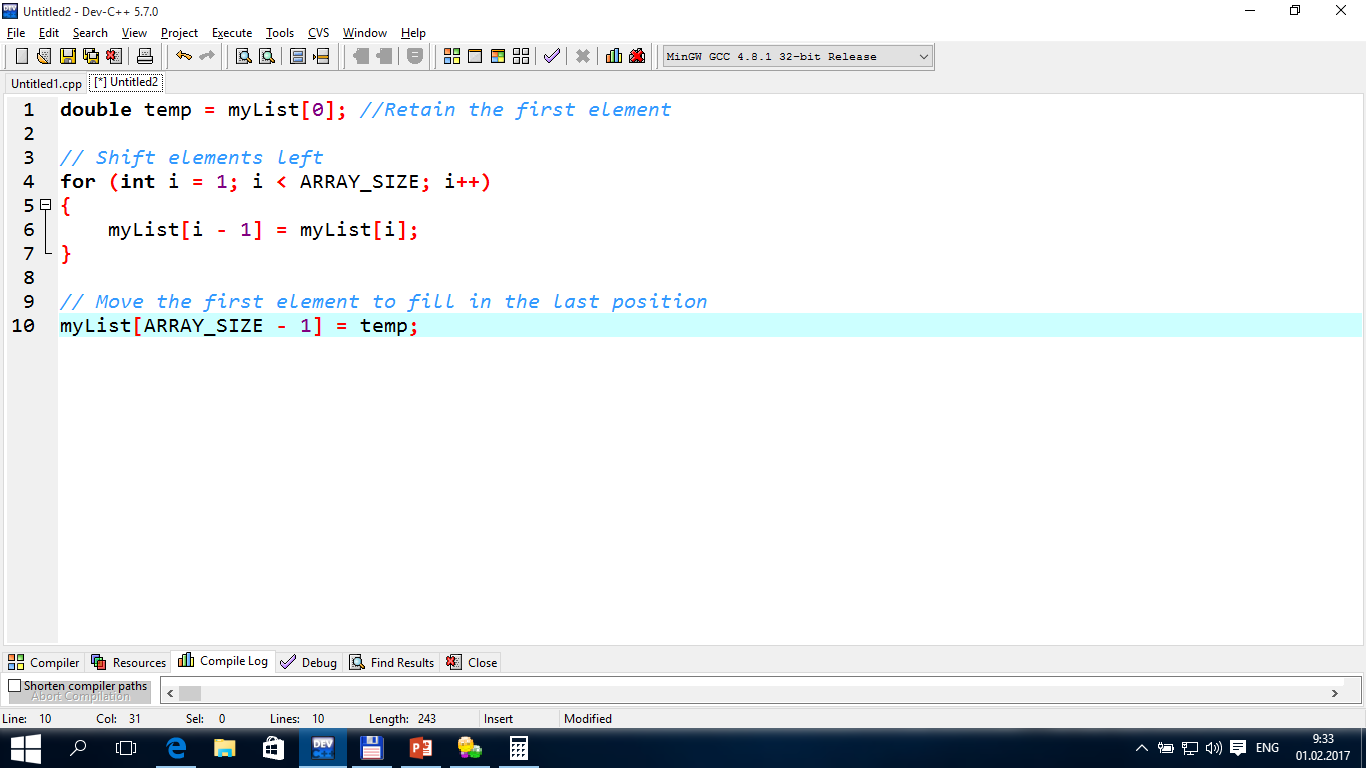 Untitled2 - Dev-C++ 5.7.0
File Edit Search View Project Execute Tools CVS Window Help
MinGW GCC 4.8.1 32-bit Release
Untitled1.cpp [*] Untitled2
1 double temp = myList[0]; //Retain the first element
2
3 // Shift elements left
4 for (int i = 1; i < ARRAY_SIZE; i++)
5 {
6 myList[i - 1] = myList[i];
7 }
8
9 // Move the first element to fill in the last position
10 myList[ARRAY_SIZE - 1] = temp;
Compiler Resources Compile Log Debug Find Results Close
Shorten compiler paths
Abort Compilation
Line: 10 Col: 31 Sel: 0 Lines: 10 Length: 243 Insert Modified
DEV C++
P
ENG
9:33
01.02.2017